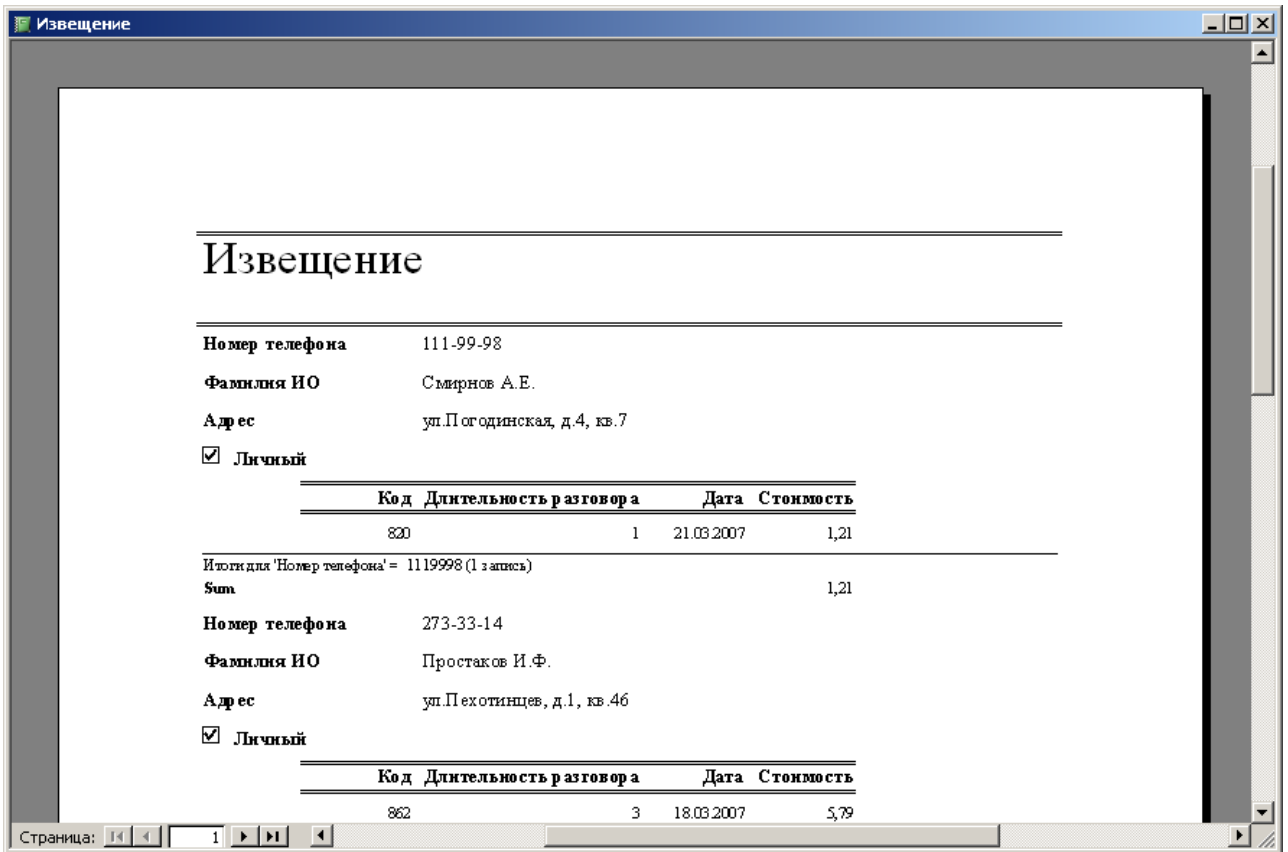 Извещение
Извещение
Номер телефона 111-99-98
Фамилия ИО Смирнов А.Е.
Адрес ул.Погодинская, д.4, кв.7
Личный
Код Длительность разговора Дата Стоимость
820 1 21.03.2007 1,21
Итоги для 'Номер телефона' = 1119998 (1 запись)
Sum 1,21
Номер телефона 273-33-14
Фамилия ИО Простаков И.Ф.
Адрес ул.Пехотинцев, д.1, кв.46
Личный
Код Длительность разговора Дата Стоимость
862 3 18.03.2007 5,79
Страница: 1